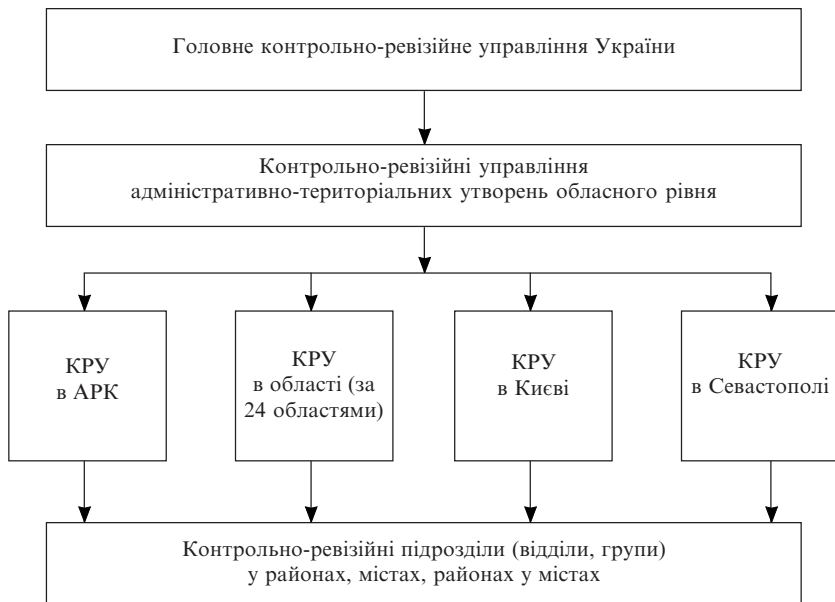 Головне контрольно-ревізійне управління України
Контрольно-ревізійні управління
адміністративно-територіальних утворень обласного рівня
КРУ
в АРК
КРУ
в області (за
24 областями)
КРУ
в Києві
КРУ
в Севастополі
Контрольно-ревізійні підрозділи (відділи, групи)
у районах, містах, районах у містах